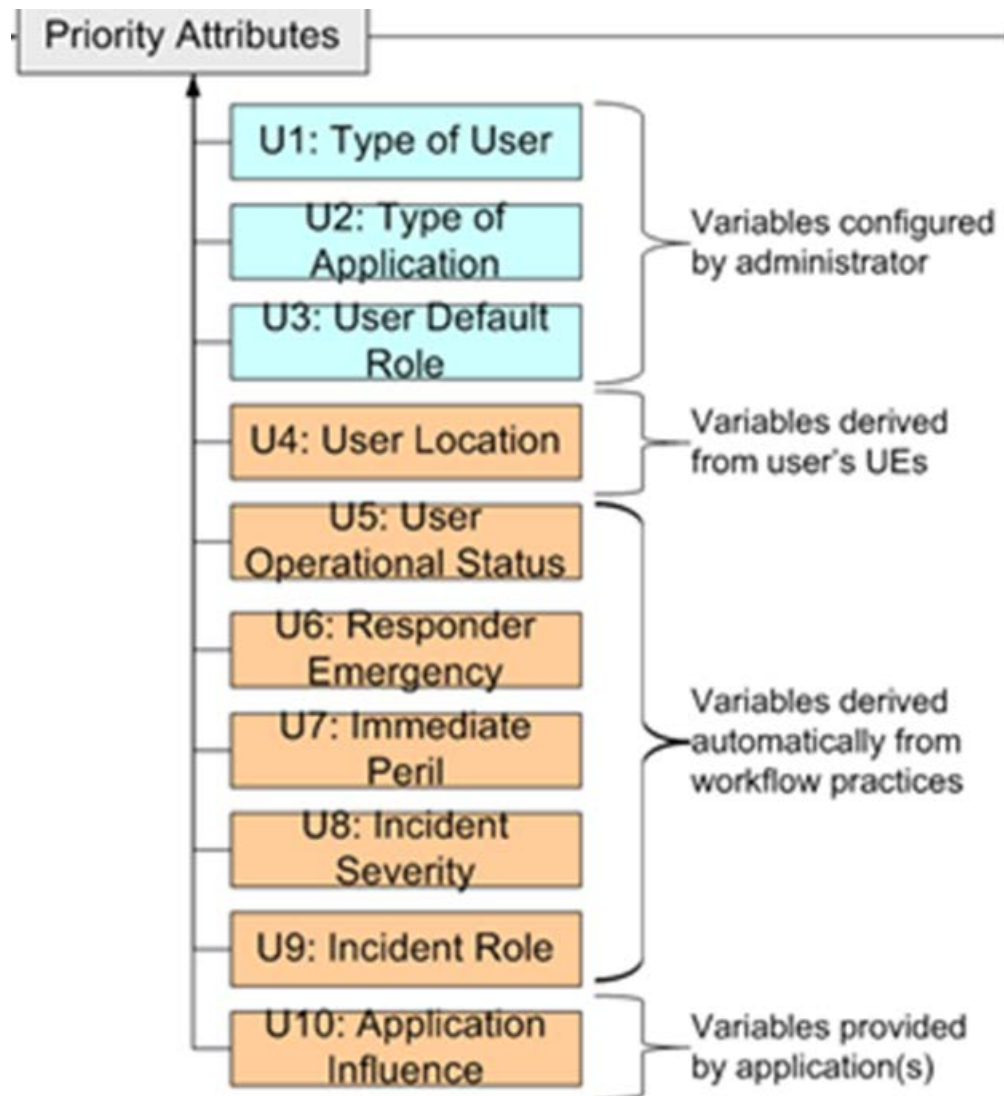 Priority Attributes
U1: Type of User
U2: Type of
Application
U3: User Default
Role
Variables configured
by administrator
U4: User Location
Variables derived
from user's UEs
U5: User
Operational Status
U6: Responder
Emergency
U7: Immediate
Peril
U8: Incident
Severity
U9: Incident Role
Variables derived
automatically from
workflow practices
U10: Application
Influence
Variables provided
by application(s)